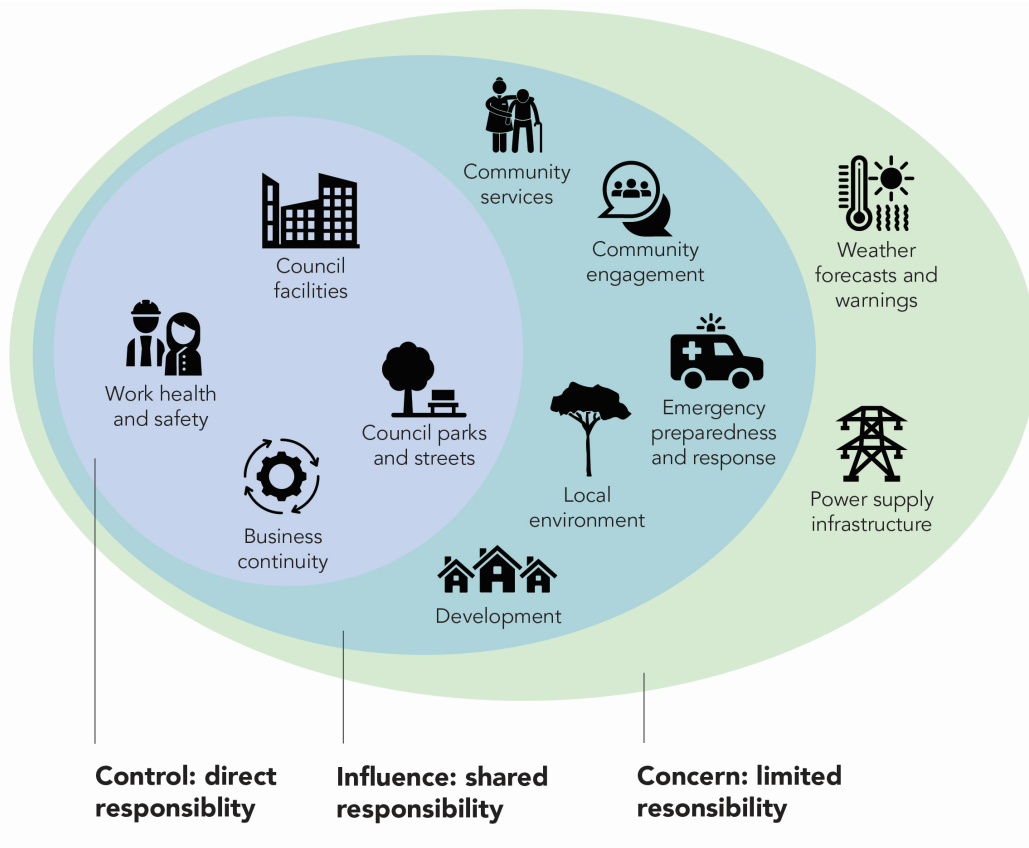 Community
services
Community
engagement
Weather
forecasts and
warnings
Council
facilities
Work health
and safety
Council parks
and streets
Emergency
preparedness
and response
Local
environment
Power supply
infrastructure
Business
continuity
Development
Control: direct
responsiblity
Influence: shared
responsibility
Concern: limited
resonsibility